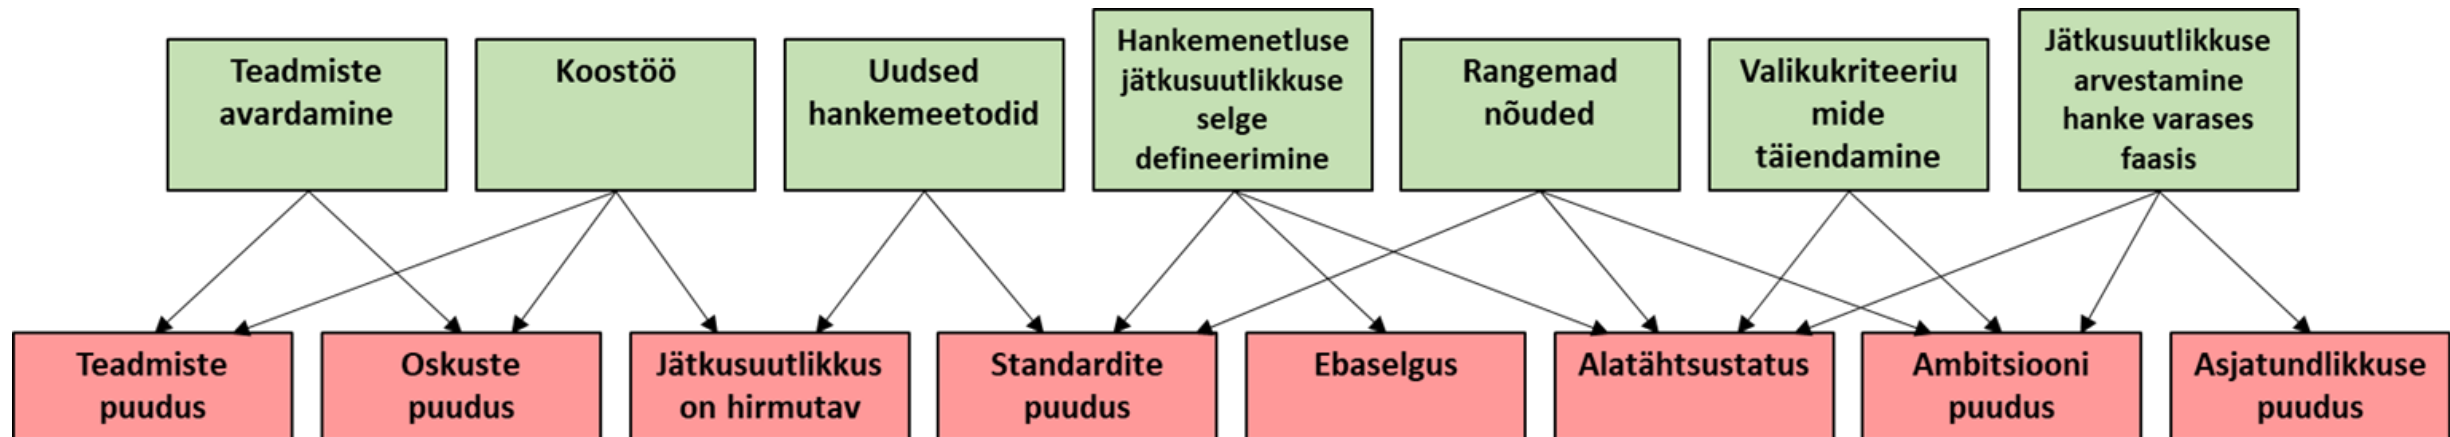 Teadmiste
avardamine
Koostöö
Uudsed
hankemeetodid
Hankemenetluse
jätkusuutlikkuse
selge
defineerimine
Rangemad
nõuded
Valikukriteeriu
mide
täiendamine
Jätkusuutlikkuse
arvestamine
hanke varases
faasis
Teadmiste
puudus
Oskuste
puudus
Jätkusuutlikkus
on hirmutav
Standardite
puudus
Ebaselgus
Alatähtsustatus
Ambitsiooni
puudus
Asjatundlikkuse
puudus